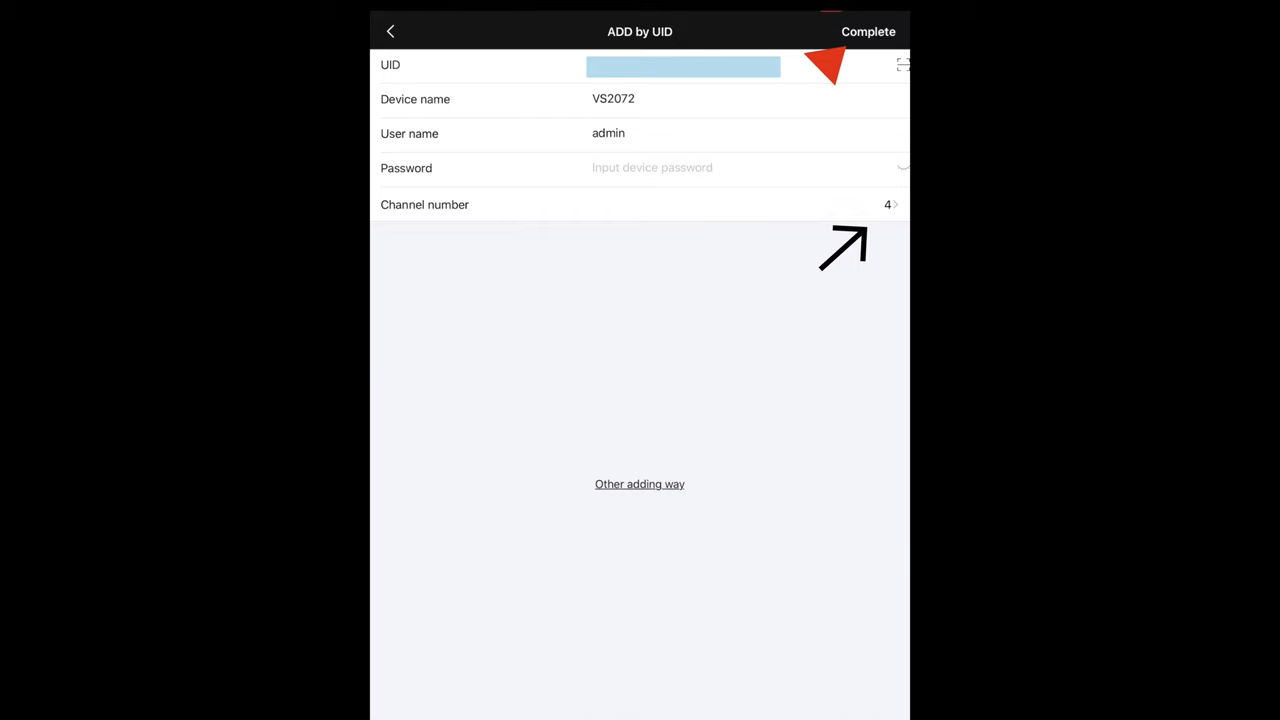 ADD by UID
Complete
UID
Device name VS2072
User name admin
Password Input device password
Channel number 4
Other adding way